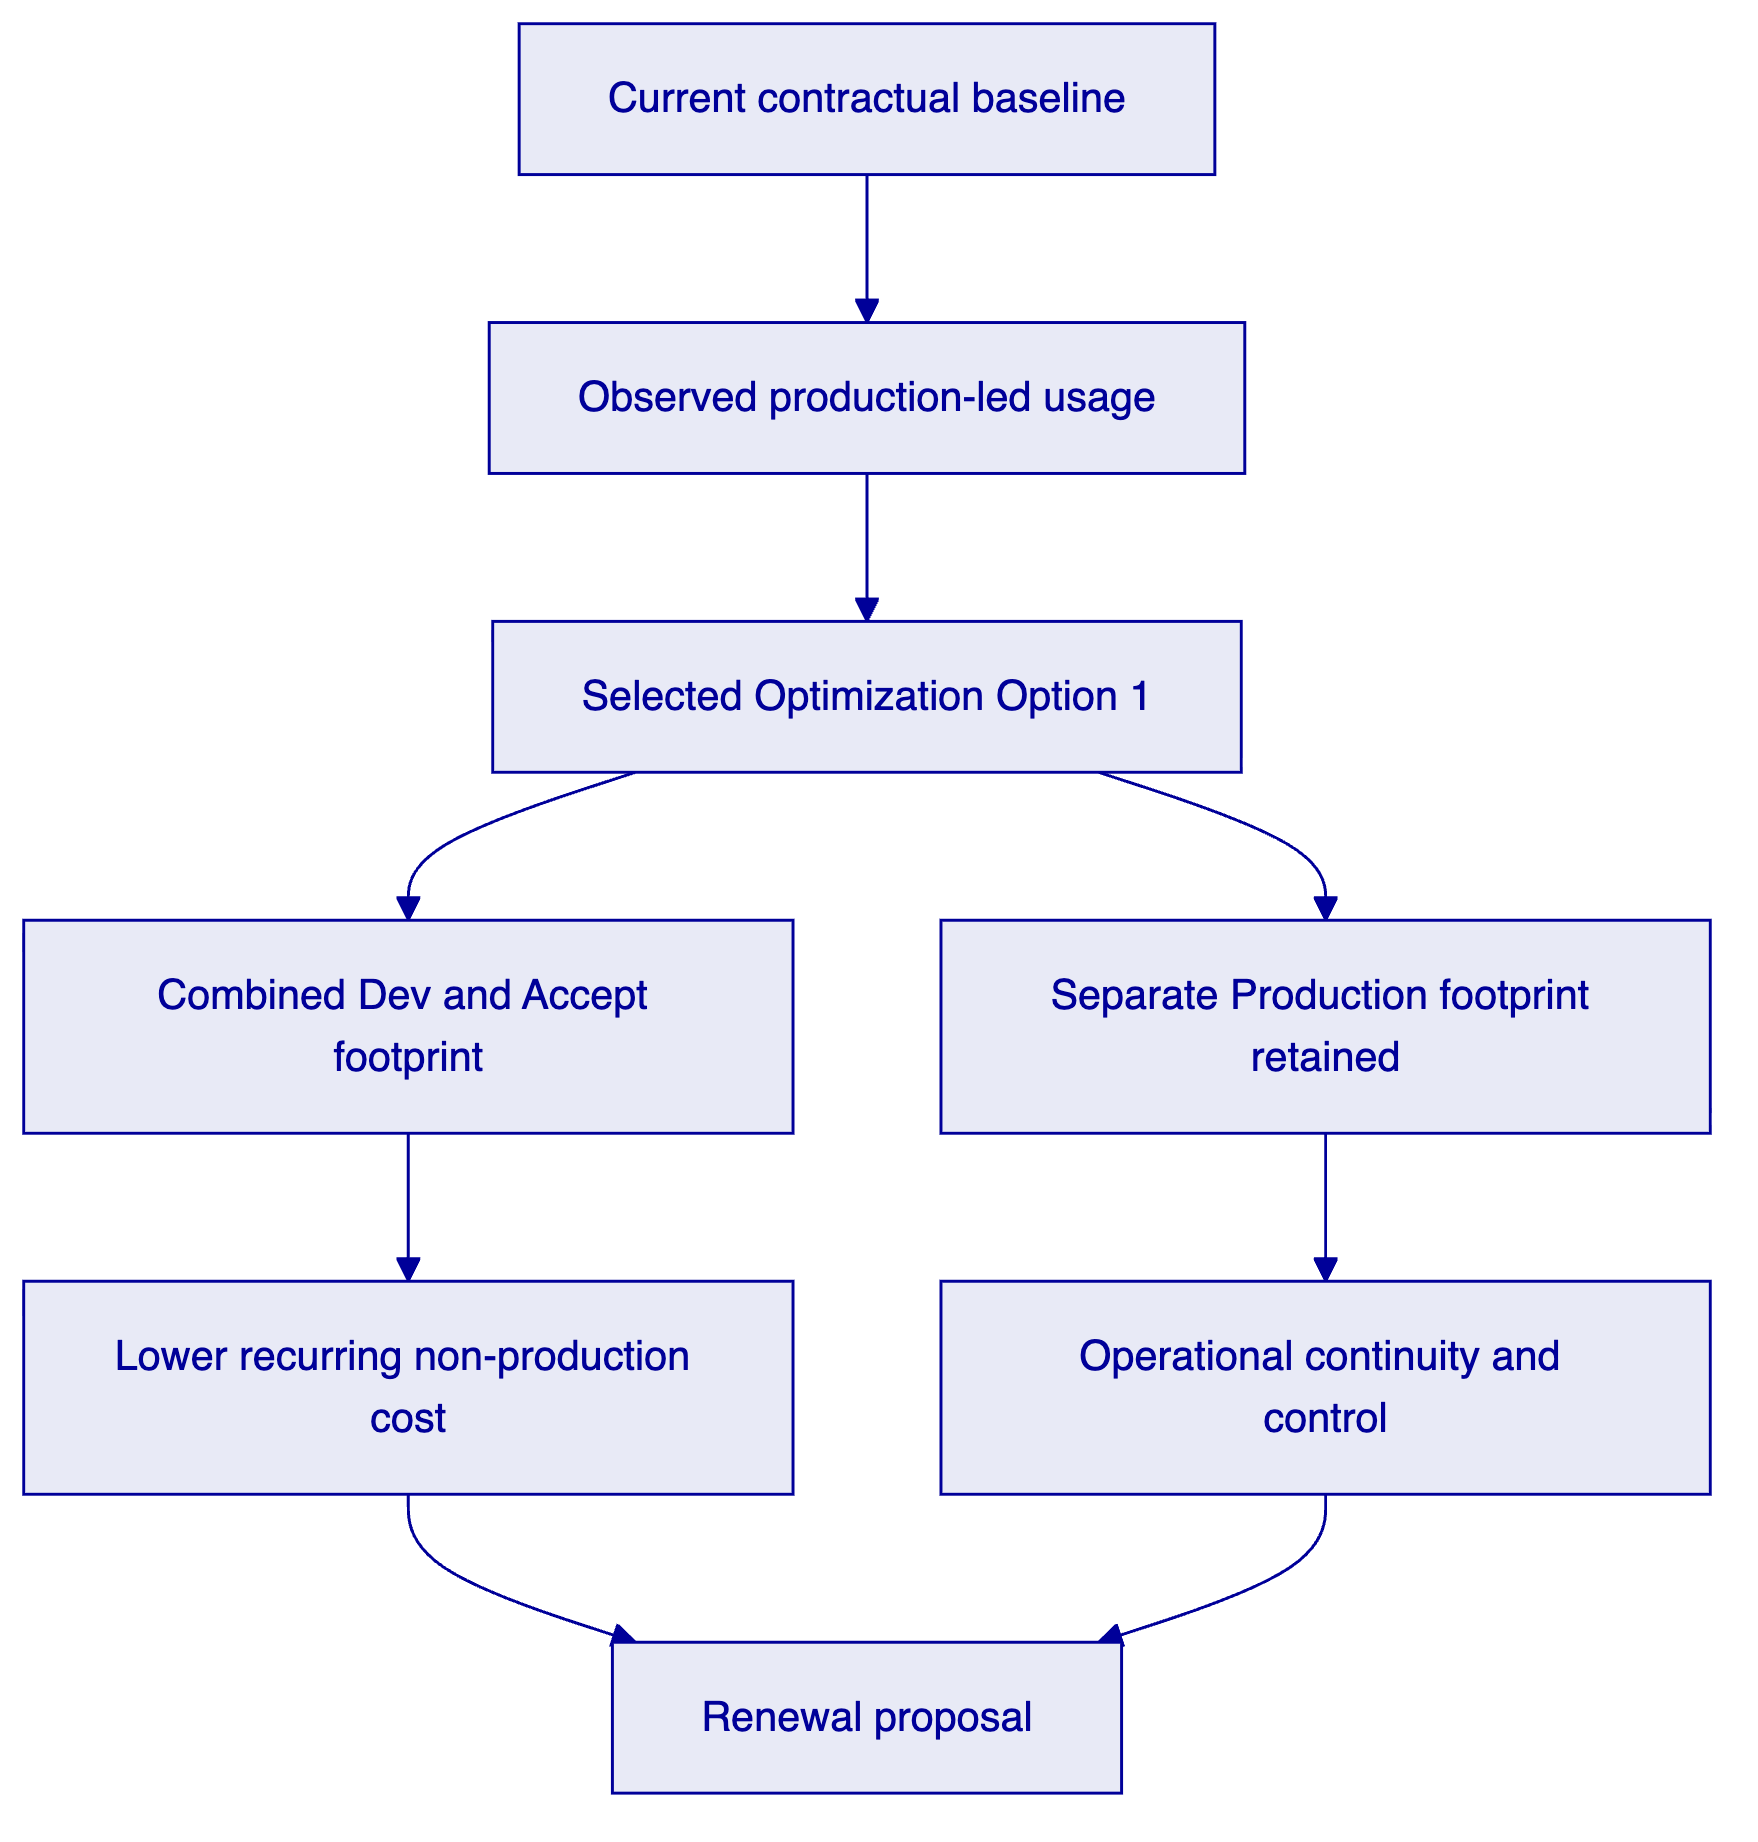 Current contractual baseline
Observed production-led usage
Selected Optimization Option 1
Combined Dev and Accept
footprint
Separate Production footprint
retained
Lower recurring non-production
cost
Operational continuity and
control
Renewal proposal